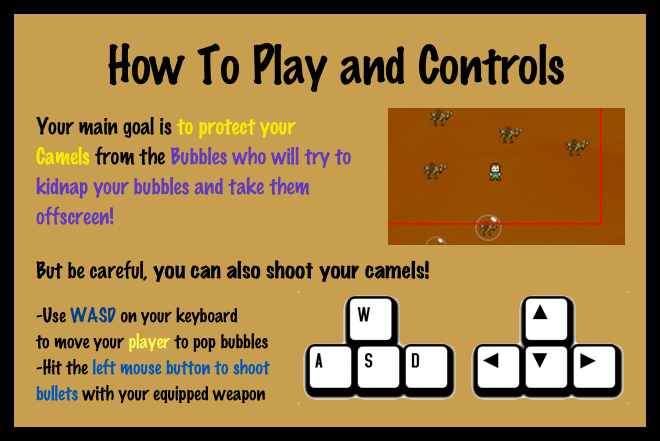 How To Play and Controls
Your main goal is to protect your
Camels from the Bubbles who will try to
kidnap your bubbles and take them
offscreen!
But be careful, you can also shoot your camels!
-Use WASD on your keyboard
to move your player to pop bubbles
-Hit the left mouse button to shoot
bullets with your equipped weapon
W
A S D